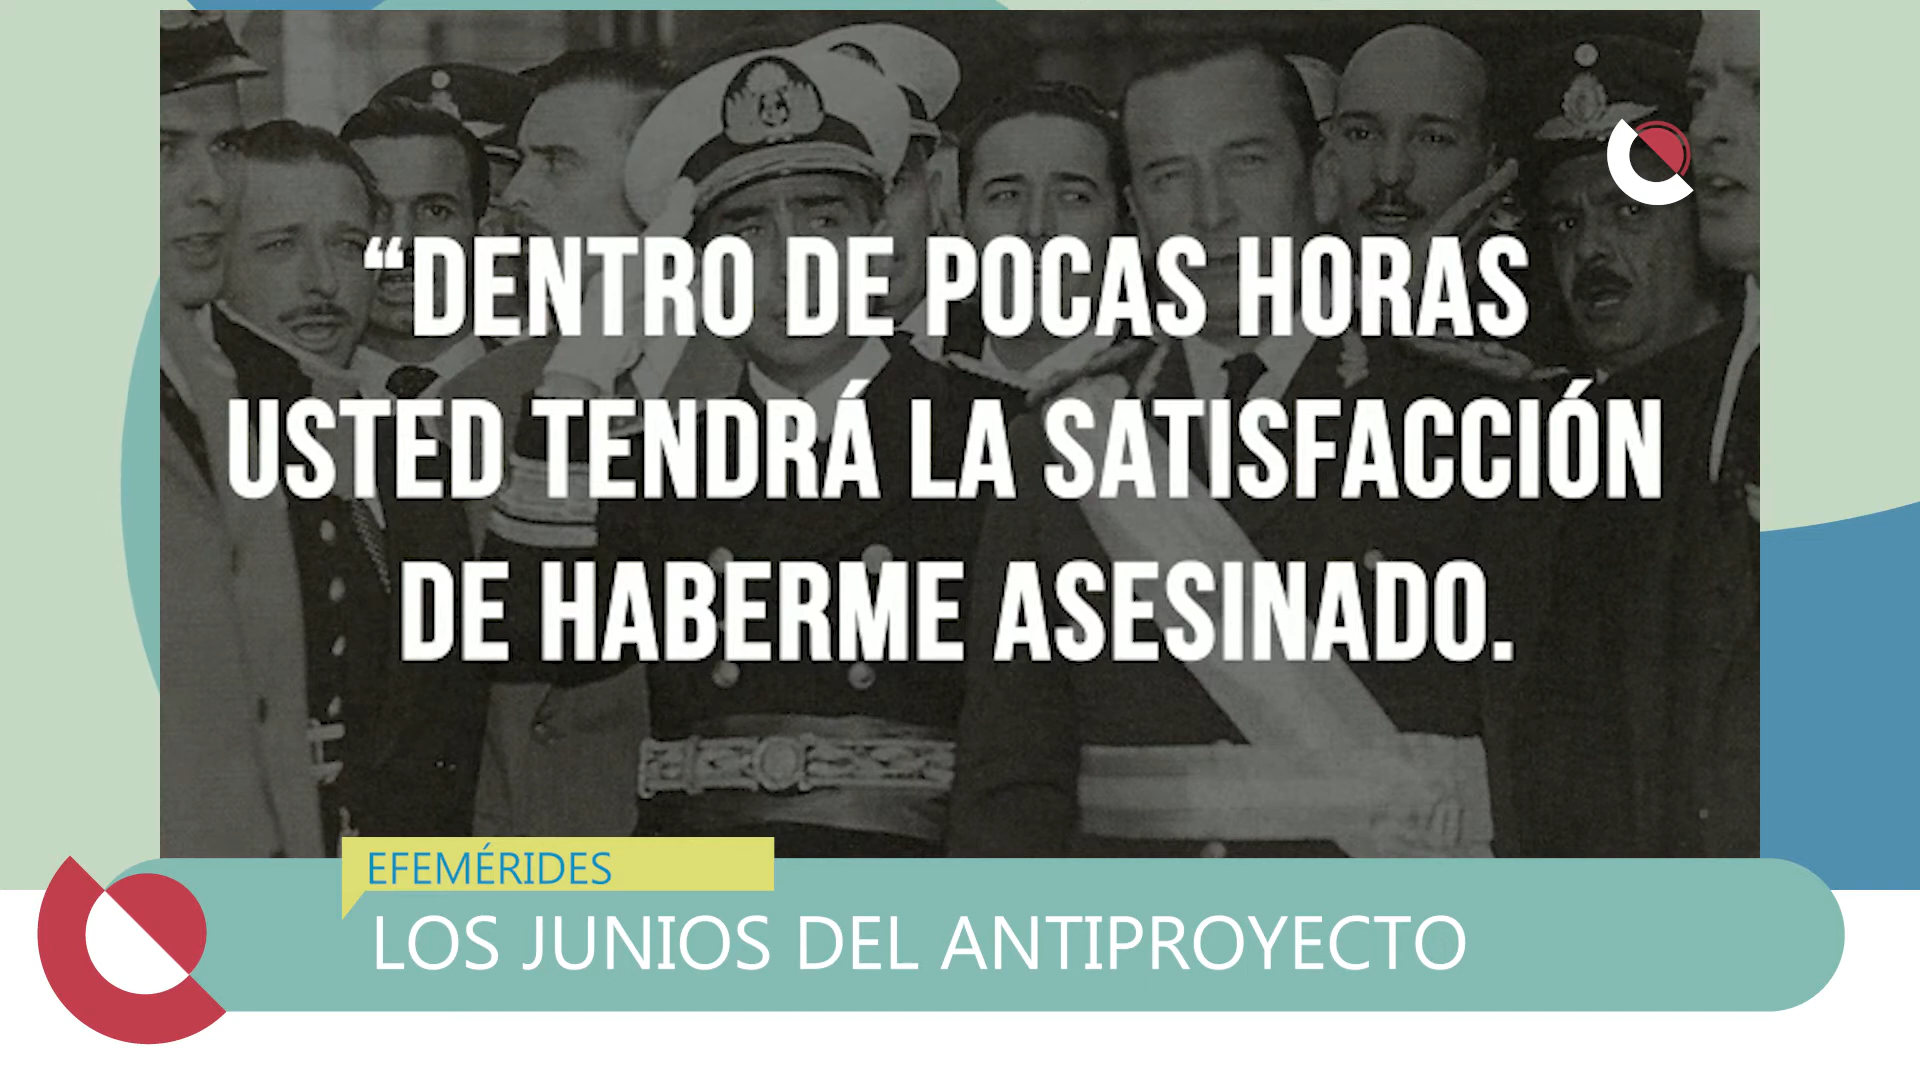 “DENTRO DE POCAS HORAS
USTED TENDRÁ LA SATISFACCIÓN
DE HABERME ASESINADO.
EFEMÉRIDES
LOS JUNIOS DEL ANTIPROYECTO